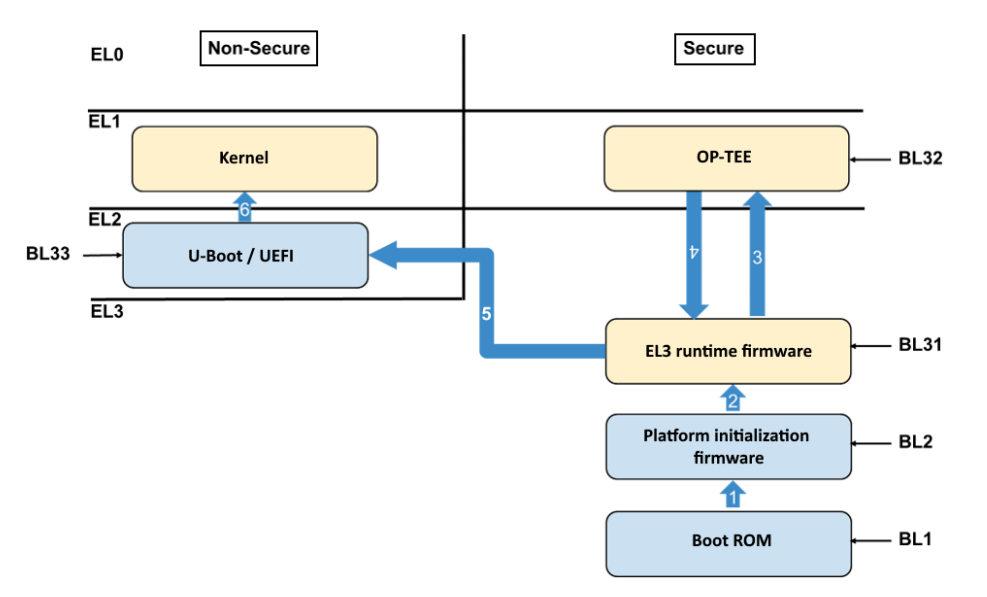 EL0
Non-Secure
Secure
EL1
Kernel
OP-TEE
BL32
6
EL2
BL33
U-Boot / UEFI
4
3
EL3
5
EL3 runtime firmware
BL31
2
Platform initialization
firmware
BL2
1
Boot ROM
BL1